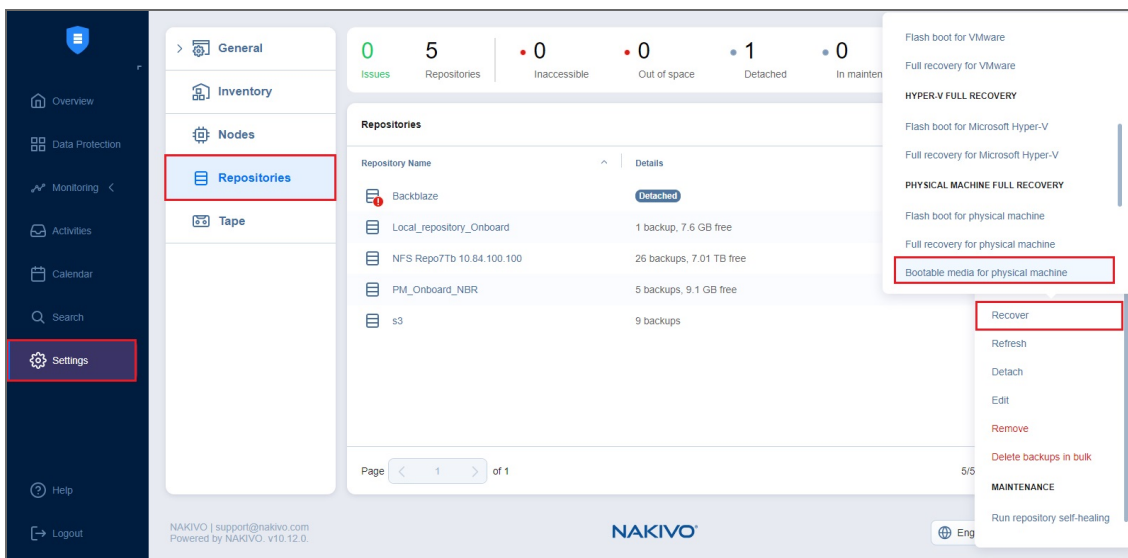 Overview
Data Protection
Monitoring
Activities
Calendar
Search
Settings
Help
Logout
General
Inventory
Nodes
Repositories
Tape
0
Issues
5
Repositories
0
Inaccessible
0
Out of space
1
Detached
0
In mainten
Repositories
Repository Name
Details
Backblaze
Detached
Local_repository_Onboard
1 backup, 7.6 GB free
NFS Repo7Tb 10.84.100.100
26 backups, 7.01 TB free
PM_Onboard_NBR
5 backups, 9.1 GB free
s3
9 backups
Page
1
of 1
5/5
Flash boot for VMware
Full recovery for VMware
HYPER-V FULL RECOVERY
Flash boot for Microsoft Hyper-V
Full recovery for Microsoft Hyper-V
PHYSICAL MACHINE FULL RECOVERY
Flash boot for physical machine
Full recovery for physical machine
Bootable media for physical machine
Recover
Refresh
Detach
Edit
Remove
Delete backups in bulk
MAINTENANCE
Run repository self-healing
NAKIVO | support@nakivo.com
Powered by NAKIVO. v10.12.0.
NAKIVO®
Eng